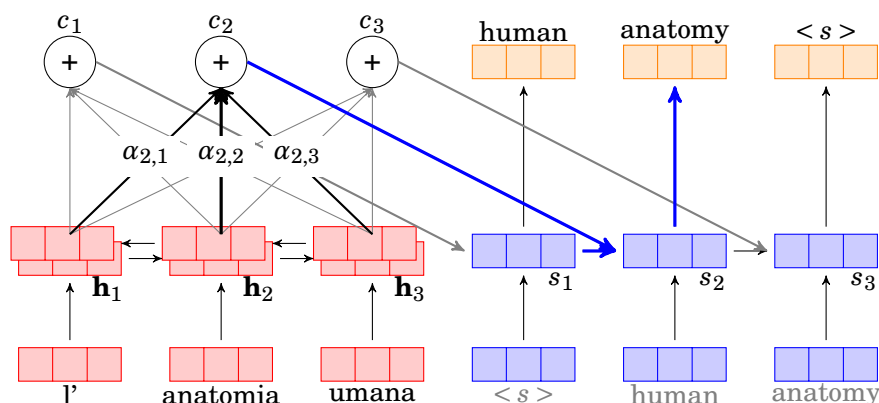 c₁ c₂ c₃ human anatomy < s >
+ + +
α₂,₁ α₂,₂ α₂,₃
h₁ h₂ h₃ s₁ s₂ s₃
l' anatomia umana < s > human anatomy